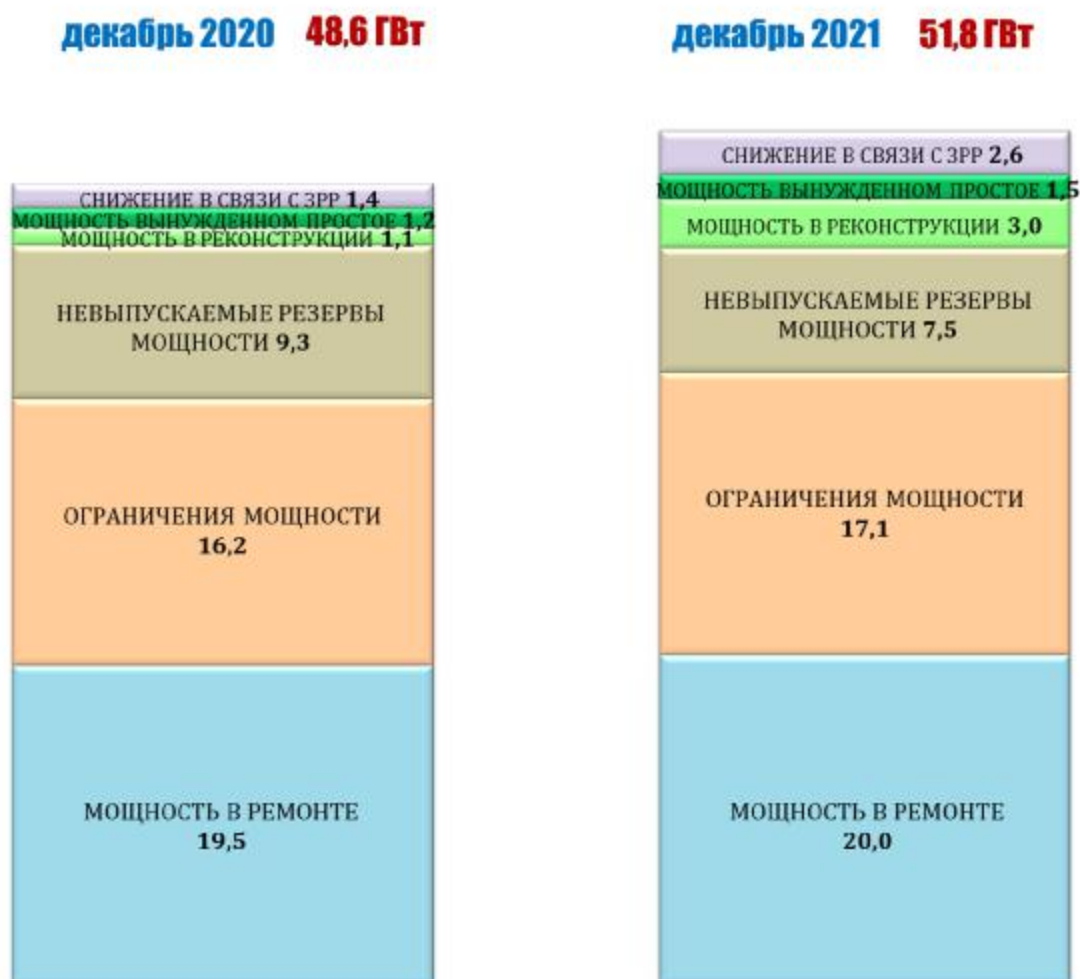 декабрь 2020 48,6 ГВт
СНИЖЕНИЕ В СВЯЗИ С ЗРР 1,4
МОЩНОСТЬ ВЫНУЖДЕННОМ ПРОСТОЕ 1,2
МОЩНОСТЬ В РЕКОНСТРУКЦИИ 1,1
НЕВЫПУСКАЕМЫЕ РЕЗЕРВЫ
МОЩНОСТИ 9,3
ОГРАНИЧЕНИЯ МОЩНОСТИ
16,2
МОЩНОСТЬ В РЕМОНТЕ
19,5
декабрь 2021 51,8 ГВт
СНИЖЕНИЕ В СВЯЗИ С ЗРР 2,6
МОЩНОСТЬ ВЫНУЖДЕННОМ ПРОСТОЕ 1,5
МОЩНОСТЬ В РЕКОНСТРУКЦИИ 3,0
НЕВЫПУСКАЕМЫЕ РЕЗЕРВЫ
МОЩНОСТИ 7,5
ОГРАНИЧЕНИЯ МОЩНОСТИ
17,1
МОЩНОСТЬ В РЕМОНТЕ
20,0